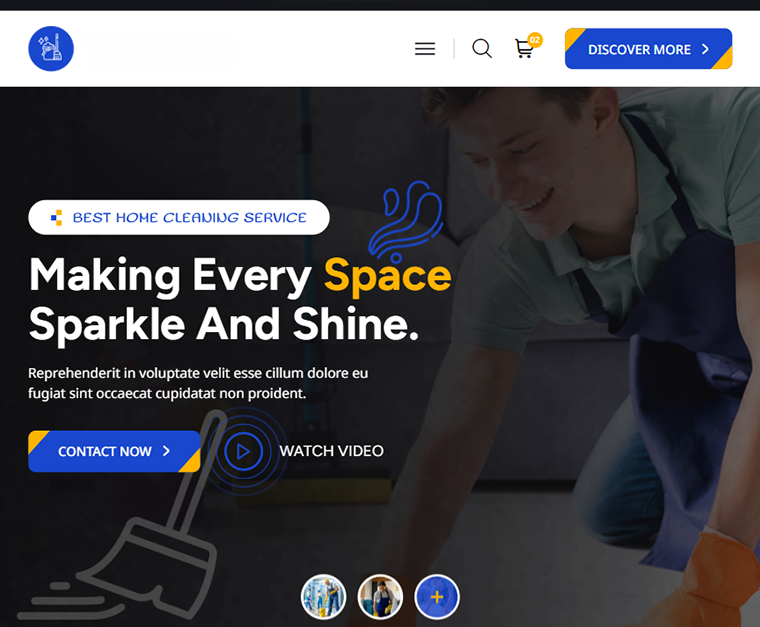 02
DISCOVER MORE
BEST HOME CLEANING SERVICE
Making Every Space
Sparkle And Shine.
Reprehenderit in voluptate velit esse cillum dolore eu
fugiat sint occaecat cupidatat non proident.
CONTACT NOW
WATCH VIDEO